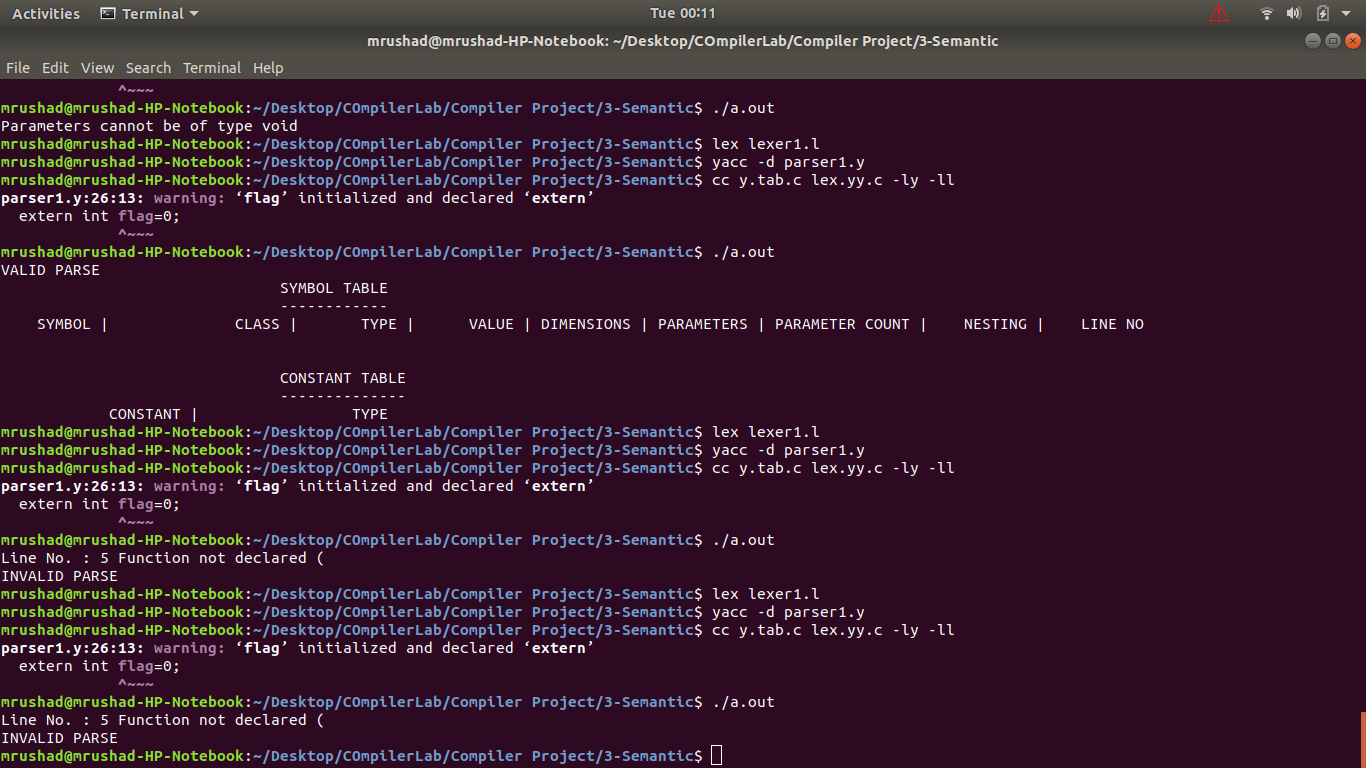 Activities Terminal Tue 00:11
mrushad@mrushad-HP-Notebook: ~/Desktop/COmpilerLab/Compiler Project/3-Semantic
File Edit View Search Terminal Help
^~~~
mrushad@mrushad-HP-Notebook:~/Desktop/COmpilerLab/Compiler Project/3-Semantic$ ./a.out
Parameters cannot be of type void
mrushad@mrushad-HP-Notebook:~/Desktop/COmpilerLab/Compiler Project/3-Semantic$ lex lexer1.l
mrushad@mrushad-HP-Notebook:~/Desktop/COmpilerLab/Compiler Project/3-Semantic$ yacc -d parser1.y
mrushad@mrushad-HP-Notebook:~/Desktop/COmpilerLab/Compiler Project/3-Semantic$ cc y.tab.c lex.yy.c -ly -ll
parser1.y:26:13: warning: ‘flag’ initialized and declared ‘extern’
extern int flag=0;
^~~~
mrushad@mrushad-HP-Notebook:~/Desktop/COmpilerLab/Compiler Project/3-Semantic$ ./a.out
VALID PARSE
SYMBOL TABLE
------------
SYMBOL | CLASS | TYPE | VALUE | DIMENSIONS | PARAMETERS | PARAMETER COUNT | NESTING | LINE NO
CONSTANT TABLE
--------------
CONSTANT | TYPE
mrushad@mrushad-HP-Notebook:~/Desktop/COmpilerLab/Compiler Project/3-Semantic$ lex lexer1.l
mrushad@mrushad-HP-Notebook:~/Desktop/COmpilerLab/Compiler Project/3-Semantic$ yacc -d parser1.y
mrushad@mrushad-HP-Notebook:~/Desktop/COmpilerLab/Compiler Project/3-Semantic$ cc y.tab.c lex.yy.c -ly -ll
parser1.y:26:13: warning: ‘flag’ initialized and declared ‘extern’
extern int flag=0;
^~~~
mrushad@mrushad-HP-Notebook:~/Desktop/COmpilerLab/Compiler Project/3-Semantic$ ./a.out
Line No. : 5 Function not declared (
INVALID PARSE
mrushad@mrushad-HP-Notebook:~/Desktop/COmpilerLab/Compiler Project/3-Semantic$ lex lexer1.l
mrushad@mrushad-HP-Notebook:~/Desktop/COmpilerLab/Compiler Project/3-Semantic$ yacc -d parser1.y
mrushad@mrushad-HP-Notebook:~/Desktop/COmpilerLab/Compiler Project/3-Semantic$ cc y.tab.c lex.yy.c -ly -ll
parser1.y:26:13: warning: ‘flag’ initialized and declared ‘extern’
extern int flag=0;
^~~~
mrushad@mrushad-HP-Notebook:~/Desktop/COmpilerLab/Compiler Project/3-Semantic$ ./a.out
Line No. : 5 Function not declared (
INVALID PARSE
mrushad@mrushad-HP-Notebook:~/Desktop/COmpilerLab/Compiler Project/3-Semantic$